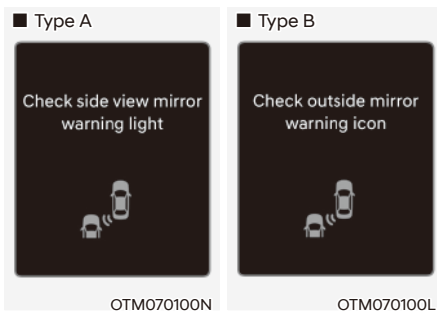 ■ Type A
Check side view mirror
warning light
OTM070100N
■ Type B
Check outside mirror
warning icon
OTM070100L